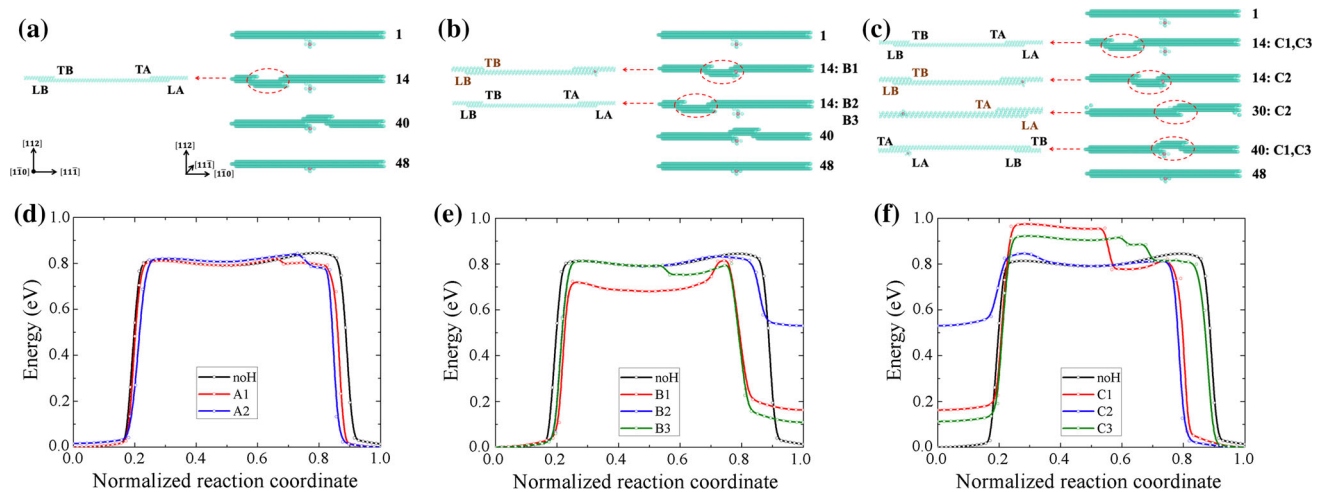 (a)
1
TB
TA
LB
LA
14
40
[112]
[11̄0]
[111̄]
[112]
[111̄]
[11̄0]
48
(b)
1
TB
LB
14: B1
TB
TA
LB
LA
14: B2
B3
40
48
(c)
1
TB
TA
LB
LA
14: C1,C3
TB
LB
14: C2
TA
LA
30: C2
TA
TB
LA
LB
40: C1,C3
48
(d)
Energy (eV)
1.0
0.8
0.6
0.4
0.2
0.0
noH
A1
A2
0.0 0.2 0.4 0.6 0.8 1.0
Normalized reaction coordinate
(e)
Energy (eV)
1.0
0.8
0.6
0.4
0.2
0.0
noH
B1
B2
B3
0.0 0.2 0.4 0.6 0.8 1.0
Normalized reaction coordinate
(f)
Energy (eV)
1.0
0.8
0.6
0.4
0.2
0.0
noH
C1
C2
C3
0.0 0.2 0.4 0.6 0.8 1.0
Normalized reaction coordinate